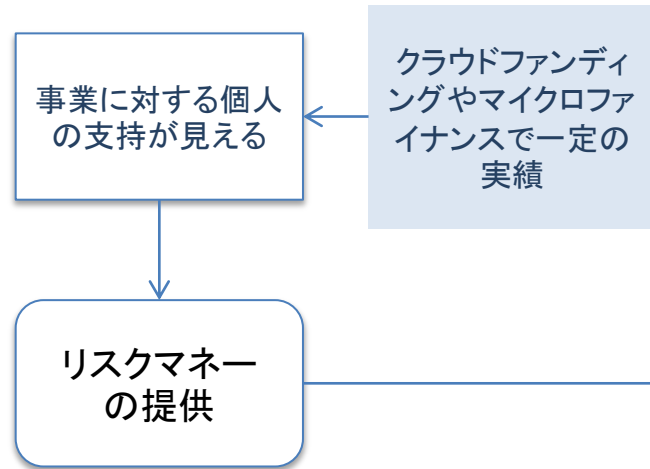 事業に対する個人
の支持が見える
クラウドファンディ
ングやマイクロファ
イナンスで一定の
実績
リスクマネー
の提供